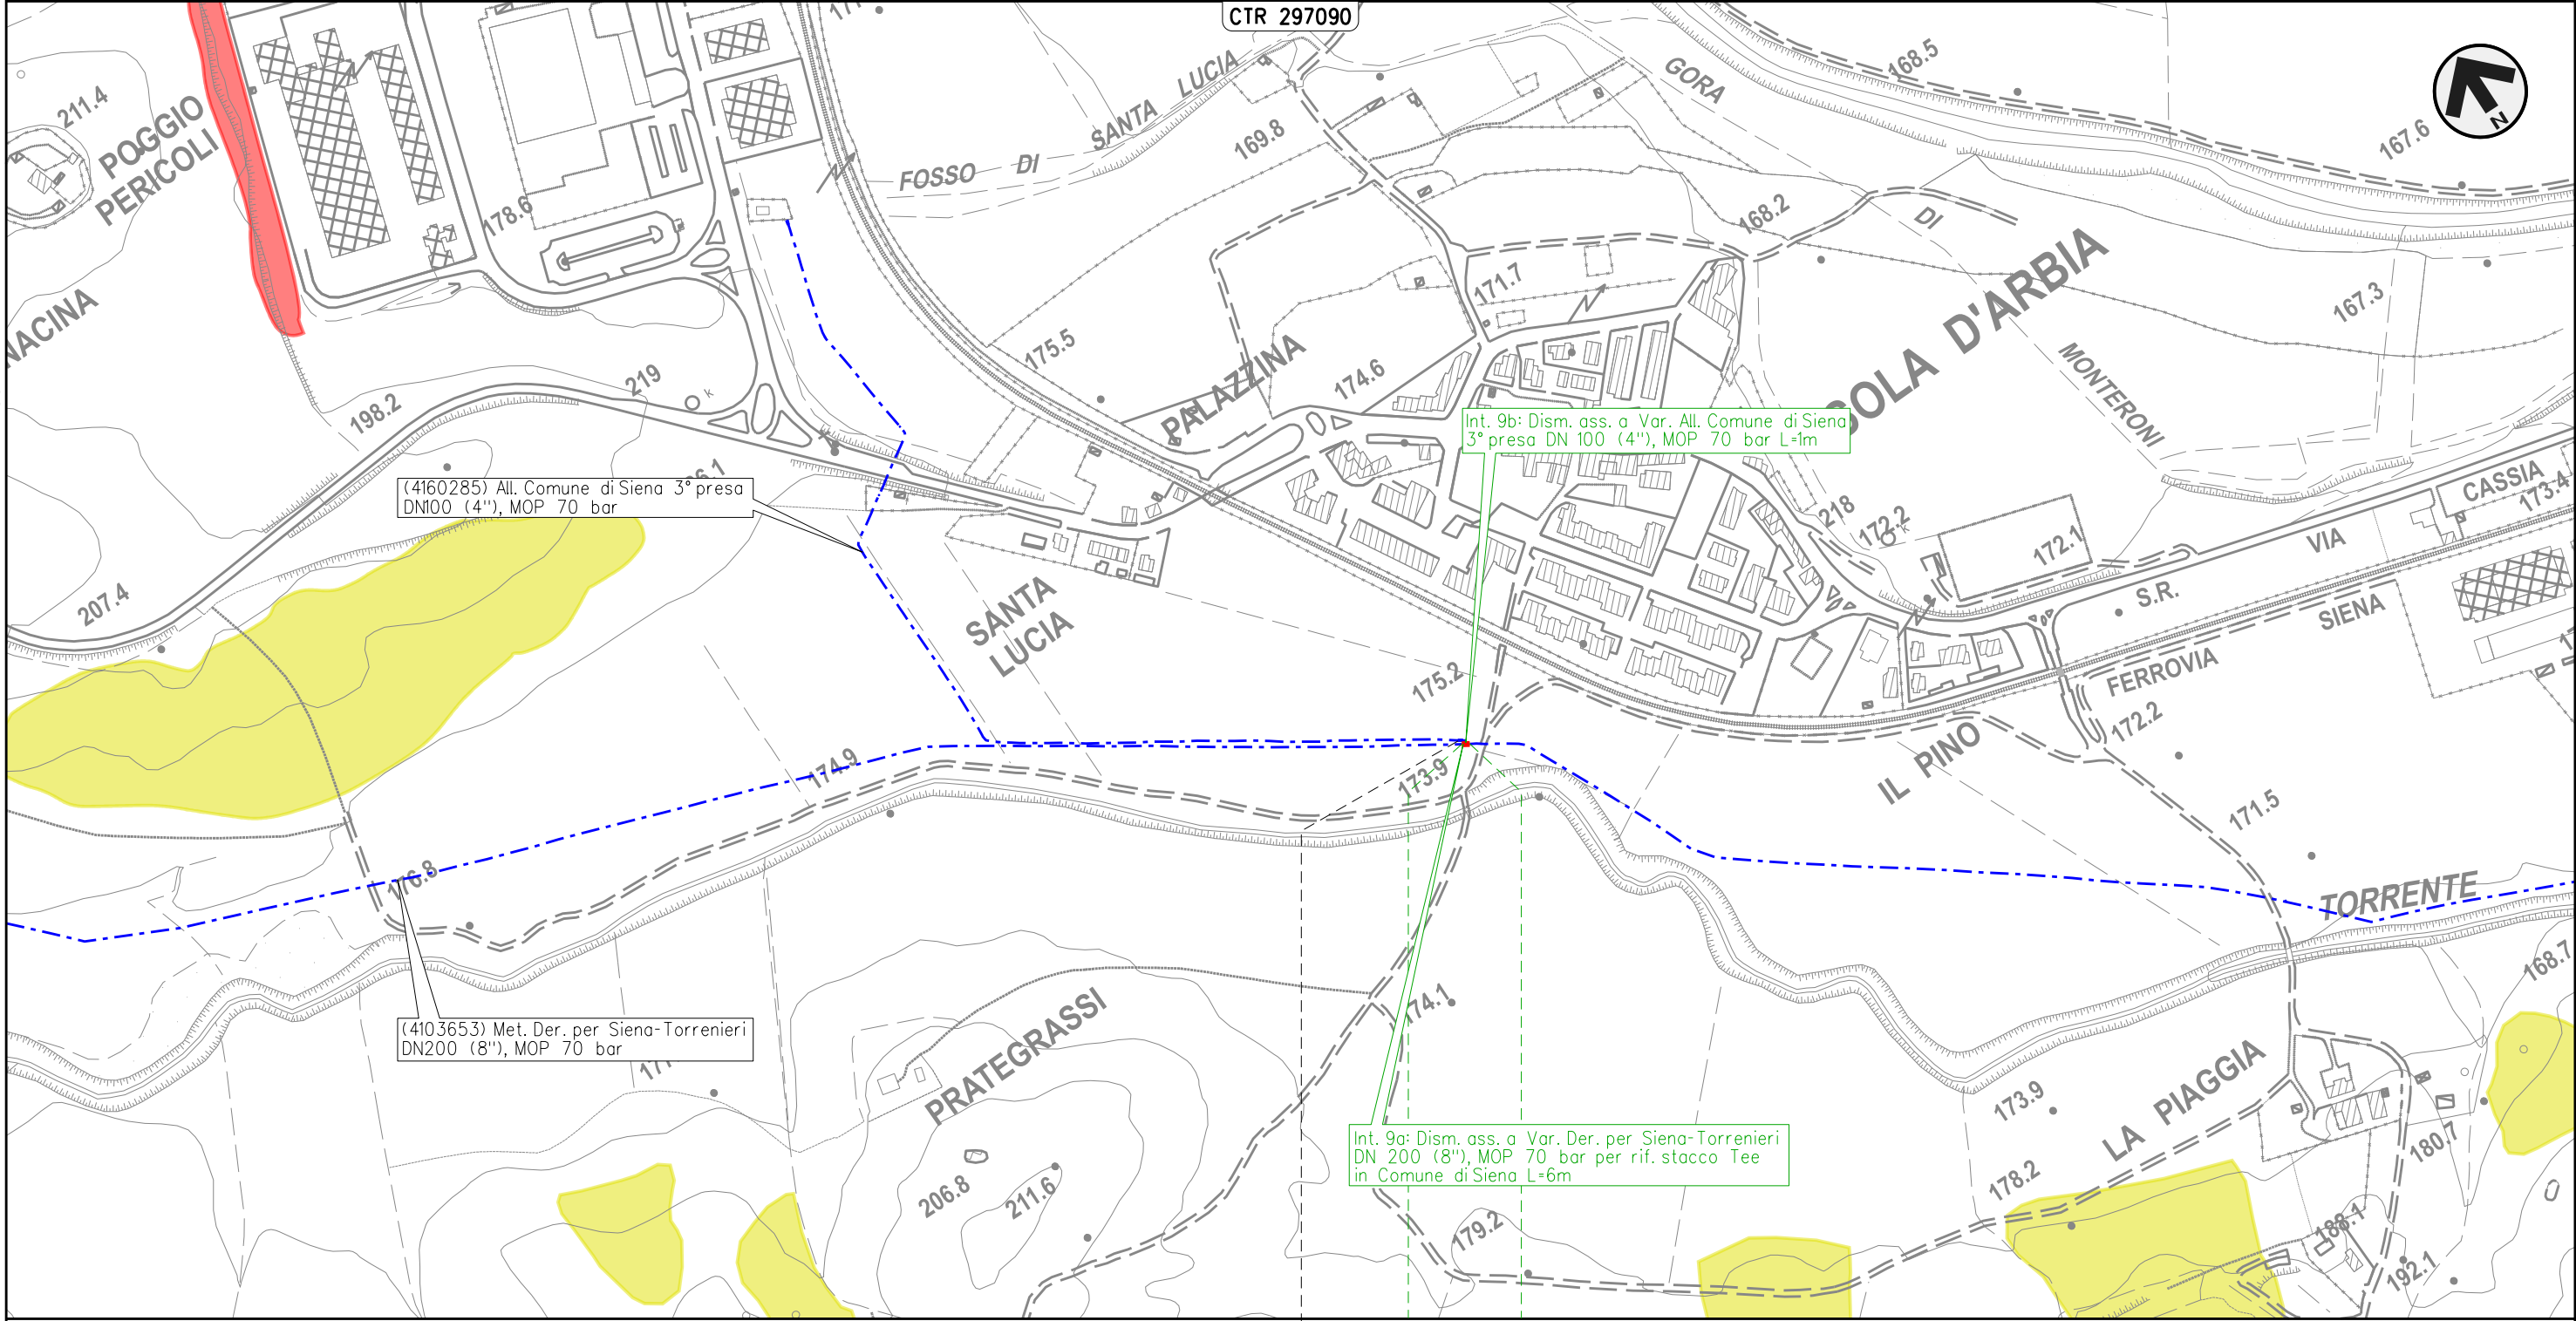 CTR 297090
N
211.4
POGGIO
PERICOLI
178.6
FOSSO DI SANTA LUCIA
169.8
GORA
168.5
167.6
168.2
DI
171.7
167.3
MONTERONI
175.5
PALAZZINA
174.6
219
k
198.2
207.4
(4160285) All. Comune di Siena 3° presa
DN100 (4"), MOP 70 bar
Int. 9b: Dism. ass. a Var. All. Comune di Siena
3° presa DN 100 (4"), MOP 70 bar L=1m
SOLA D'ARBIA
218
k
172.2
172.1
CASSIA
173.4
VIA
S.R.
SIENA
FERROVIA
172.2
SANTA
LUCIA
175.2
174.9
173.9
IL PINO
171.5
176.8
TORRENTE
168.7
(4103653) Met. Der. per Siena-Torrenieri
DN200 (8"), MOP 70 bar
174.1
PRATEGRASSI
206.8
211.6
Int. 9a: Dism. ass. a Var. Der. per Siena-Torrenieri
DN 200 (8"), MOP 70 bar per rif. stacco Tee
in Comune di Siena L=6m
179.2
173.9
LA PIAGGIA
178.2
180.7
188.1
192.1